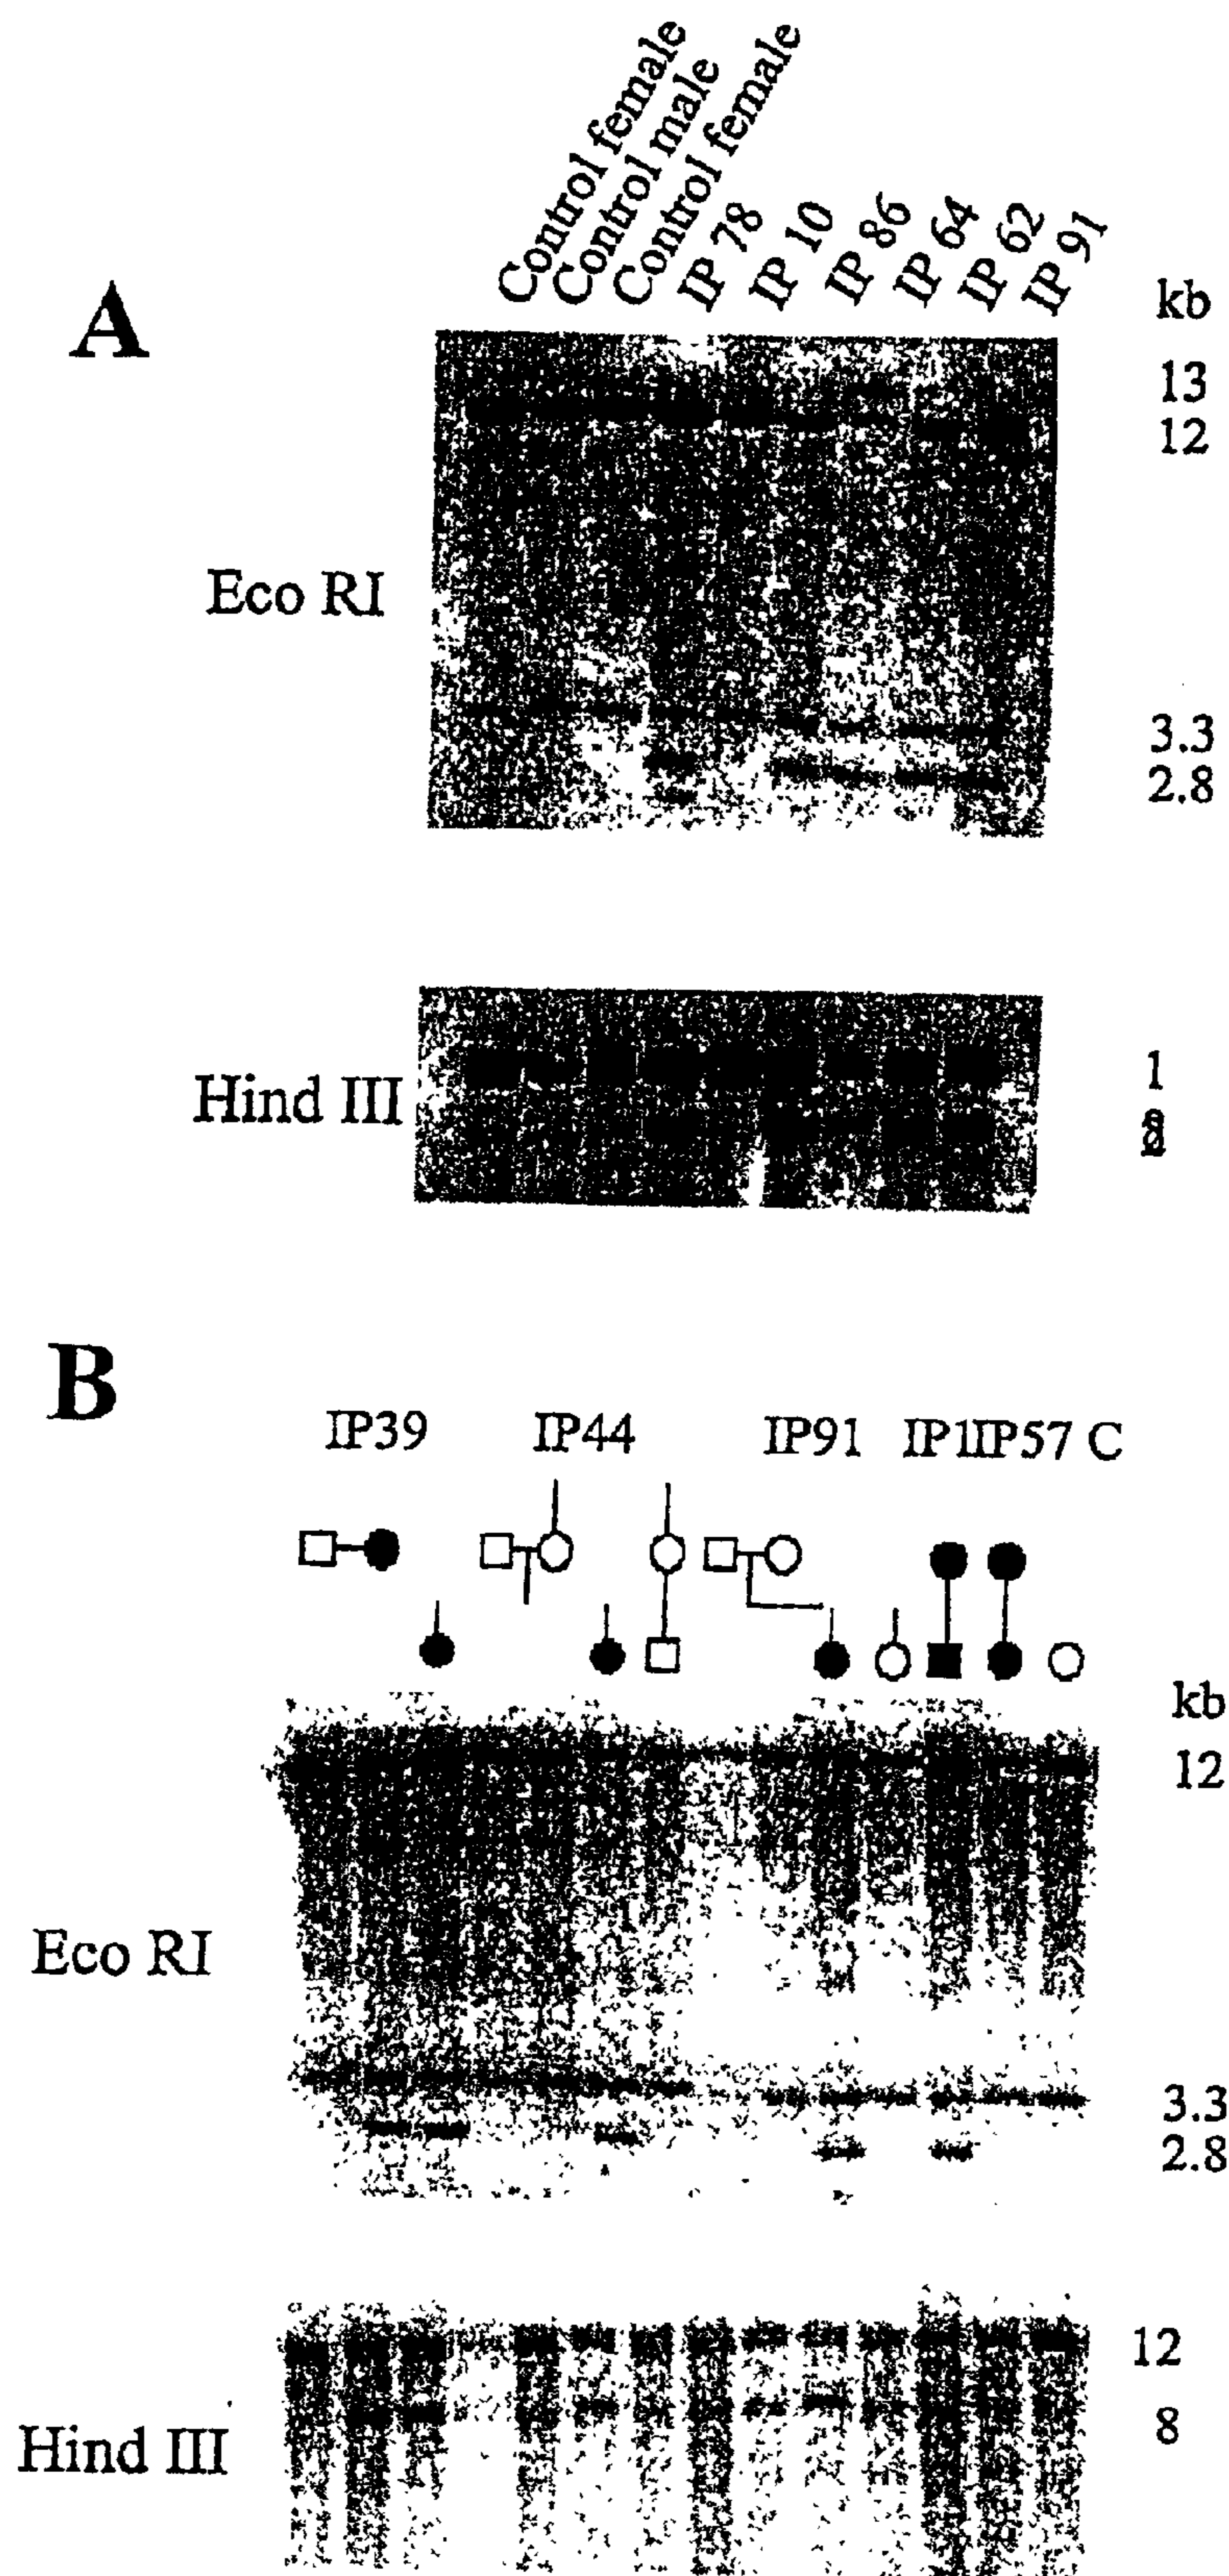 Control female
Control male
Control female
IP 78
IP 10
IP 86
IP 64
IP 62
IP 91
A
kb
13
12
Eco RI
3.3
2.8
Hind III
1
B
IP39 IP44 IP91 IP1IIP57 C
kb
12
Eco RI
3.3
2.8
12
8
Hind III